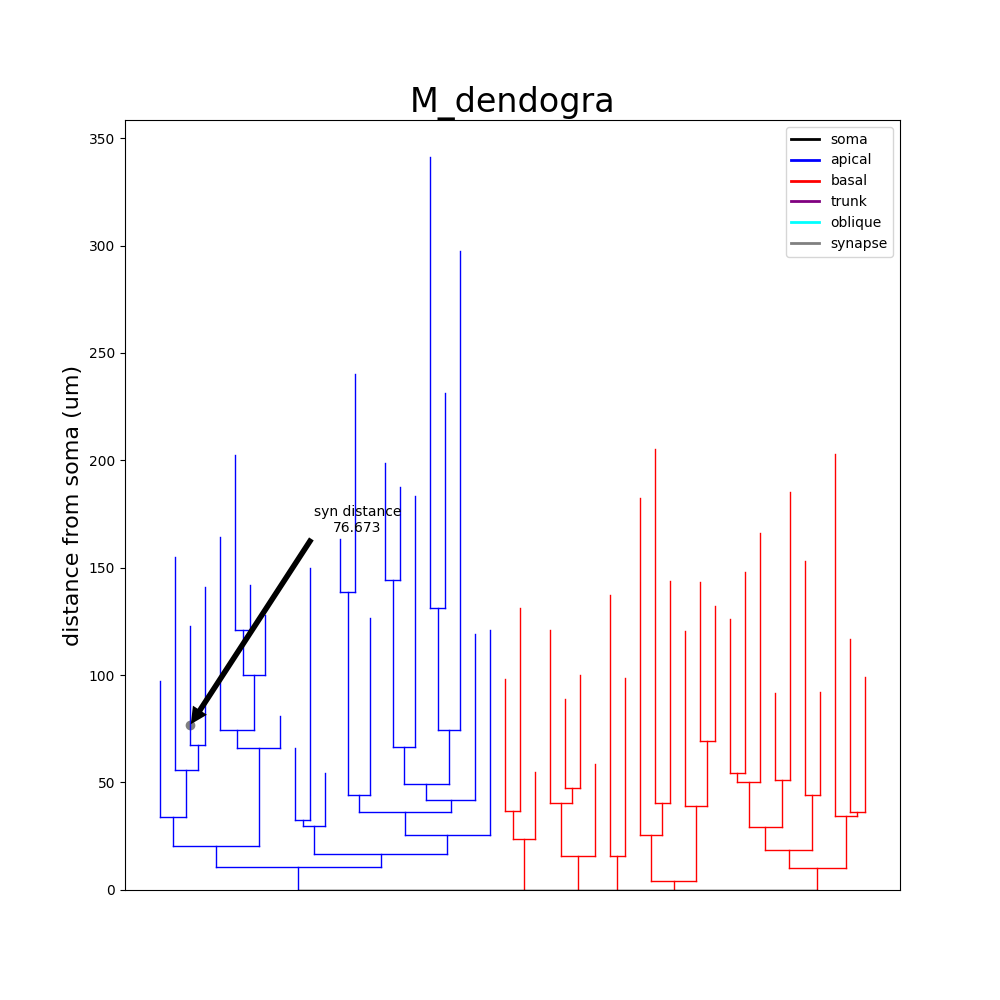 M_dendogra
350
300
250
200
150
100
50
0
distance from soma (um)
syn distance
76.673
soma
apical
basal
trunk
oblique
synapse